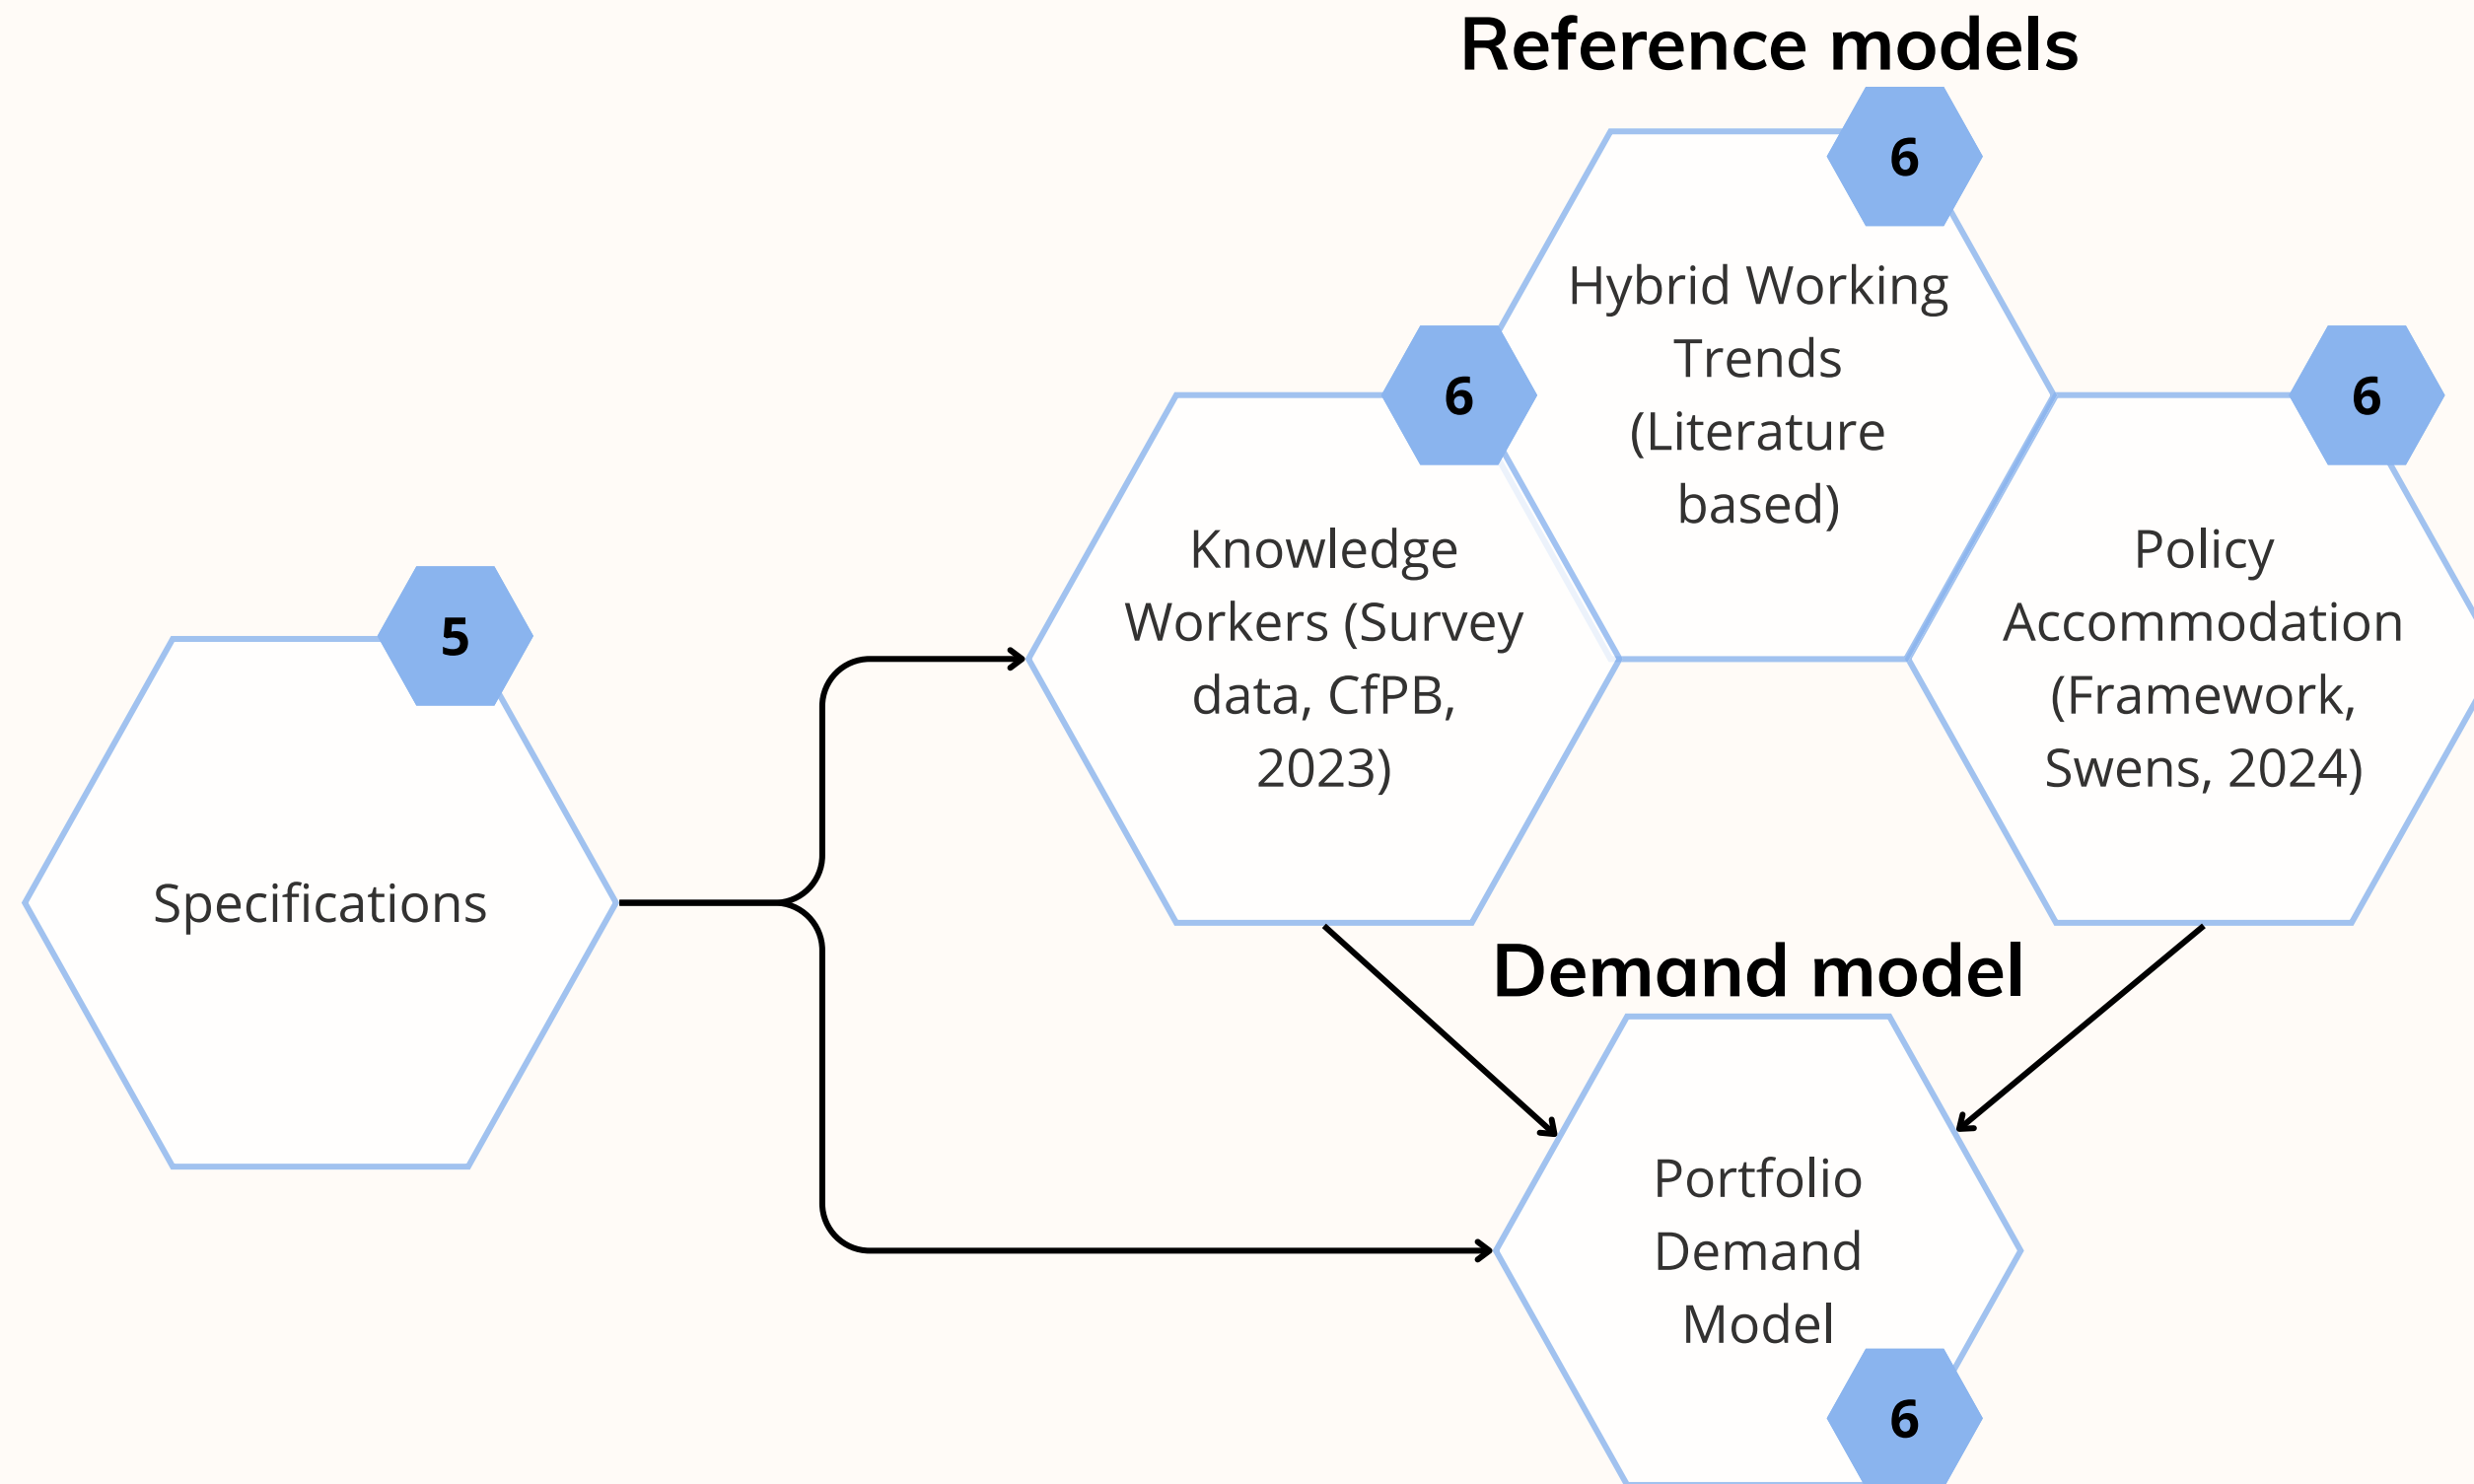 Reference models
6
Hybrid Working
Trends
(Literature
based)
6
Knowledge
Workers (Survey
data, CfPB,
2023)
6
Policy
Accommodation
(Framework,
Swens, 2024)
5
Specifications
Demand model
Portfolio
Demand
Model
6